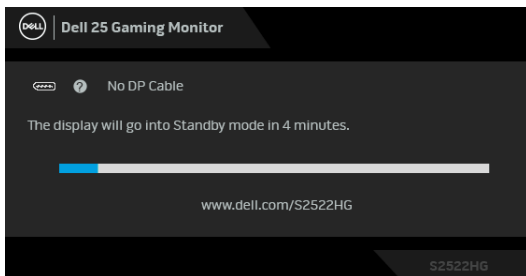 DELL
Dell 25 Gaming Monitor
? No DP Cable
The display will go into Standby mode in 4 minutes.
www.dell.com/S2522HG
S2522HG